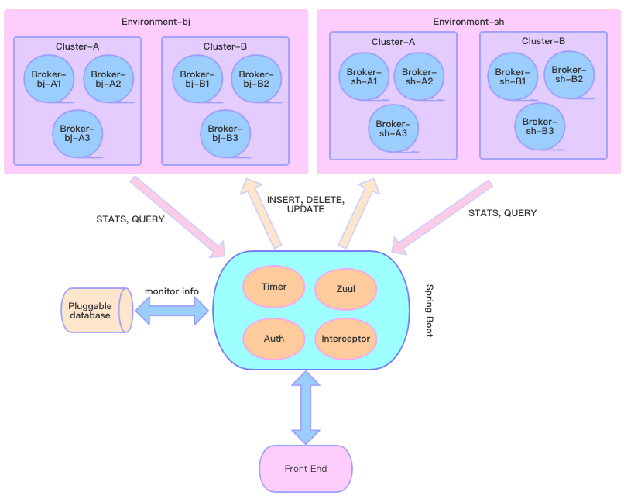 Environment-bj
Environment-sh
Cluster-A
Cluster-B
Cluster-A
Cluster-B
Broker-
bj-A1
Broker-
bj-A2
Broker-
bj-B1
Broker-
bj-B2
Broker-
sh-A1
Broker-
sh-A2
Broker-
sh-B1
Broker-
sh-B2
Broker-
bj-A3
Broker-
bj-B3
Broker-
sh-A3
Broker-
sh-B3
STATS, QUERY
INSERT, DELETE,
UPDATE
STATS, QUERY
Timer
Zuul
Auth
Interceptor
Spring Boot
monitor info
Pluggable
database
Front End